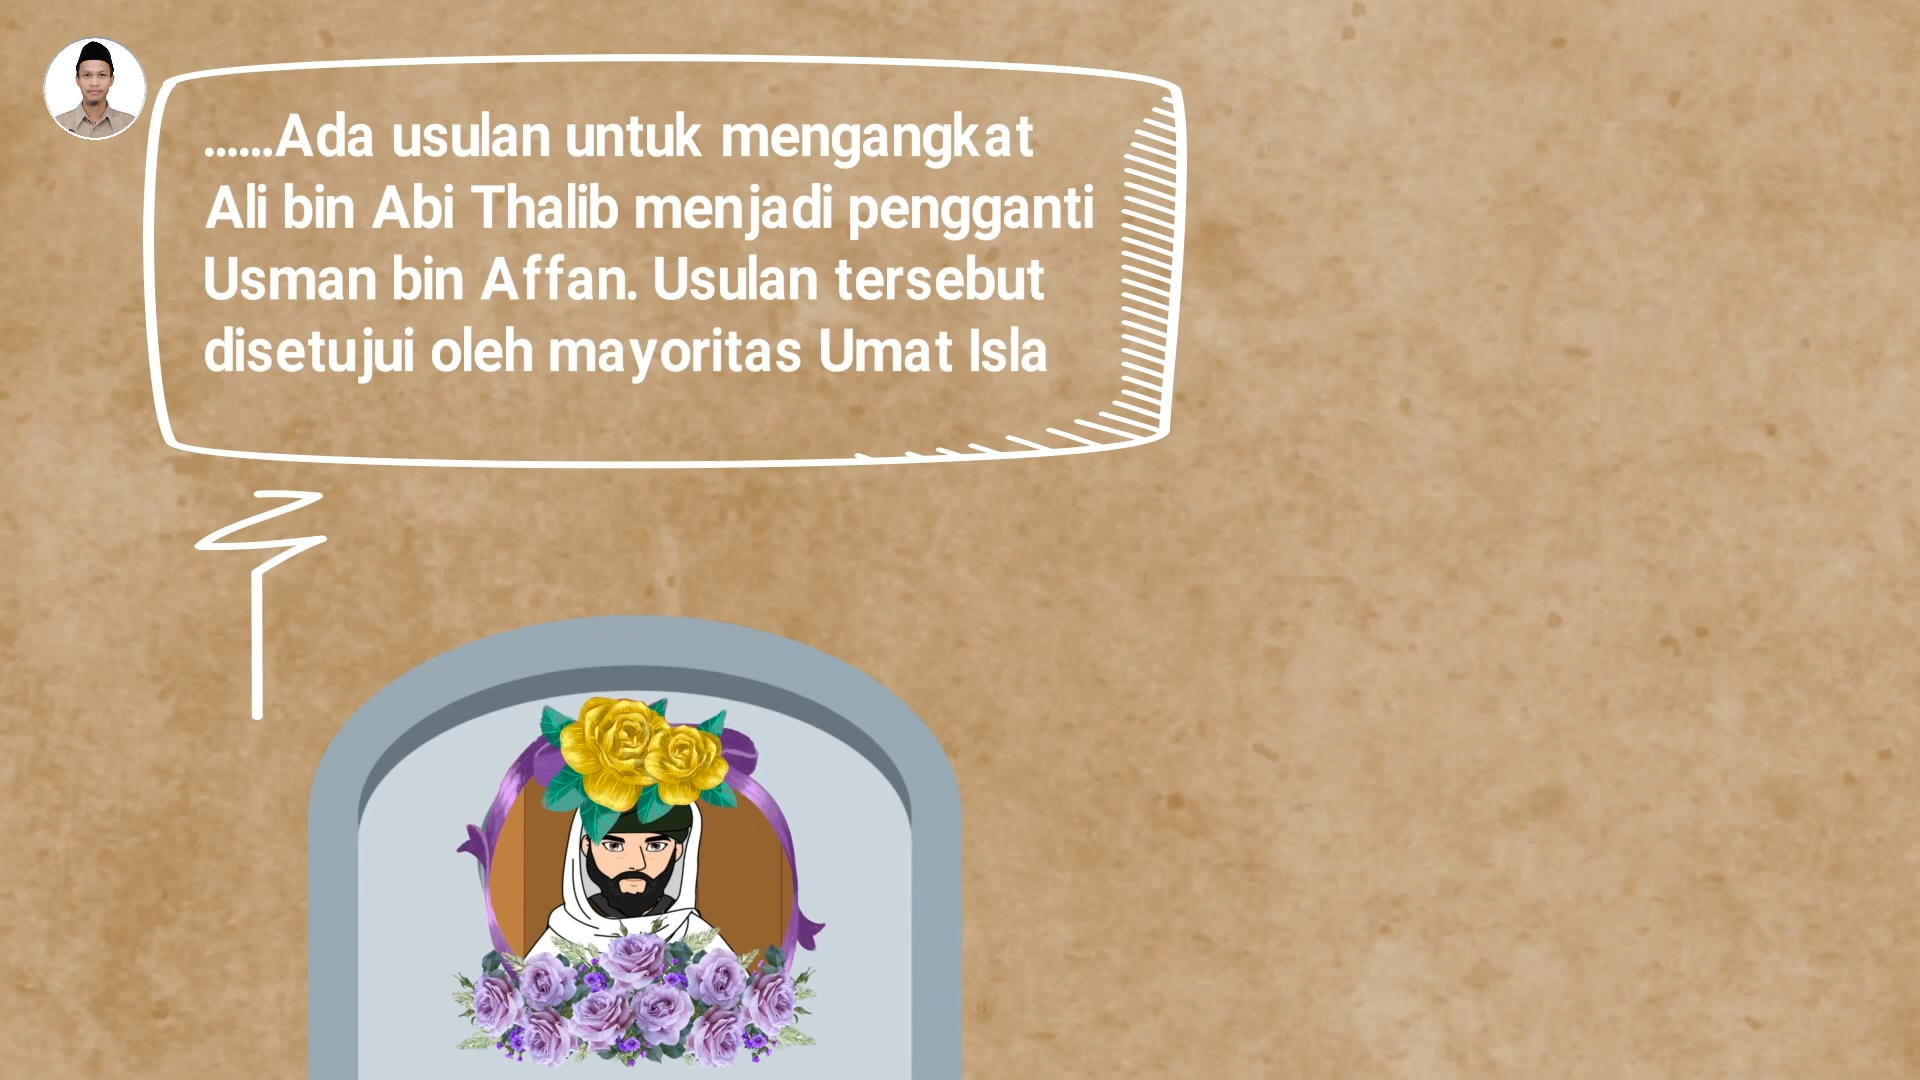 ......Ada usulan untuk mengangkat
Ali bin Abi Thalib menjadi pengganti
Usman bin Affan. Usulan tersebut
disetujui oleh mayoritas Umat Isla